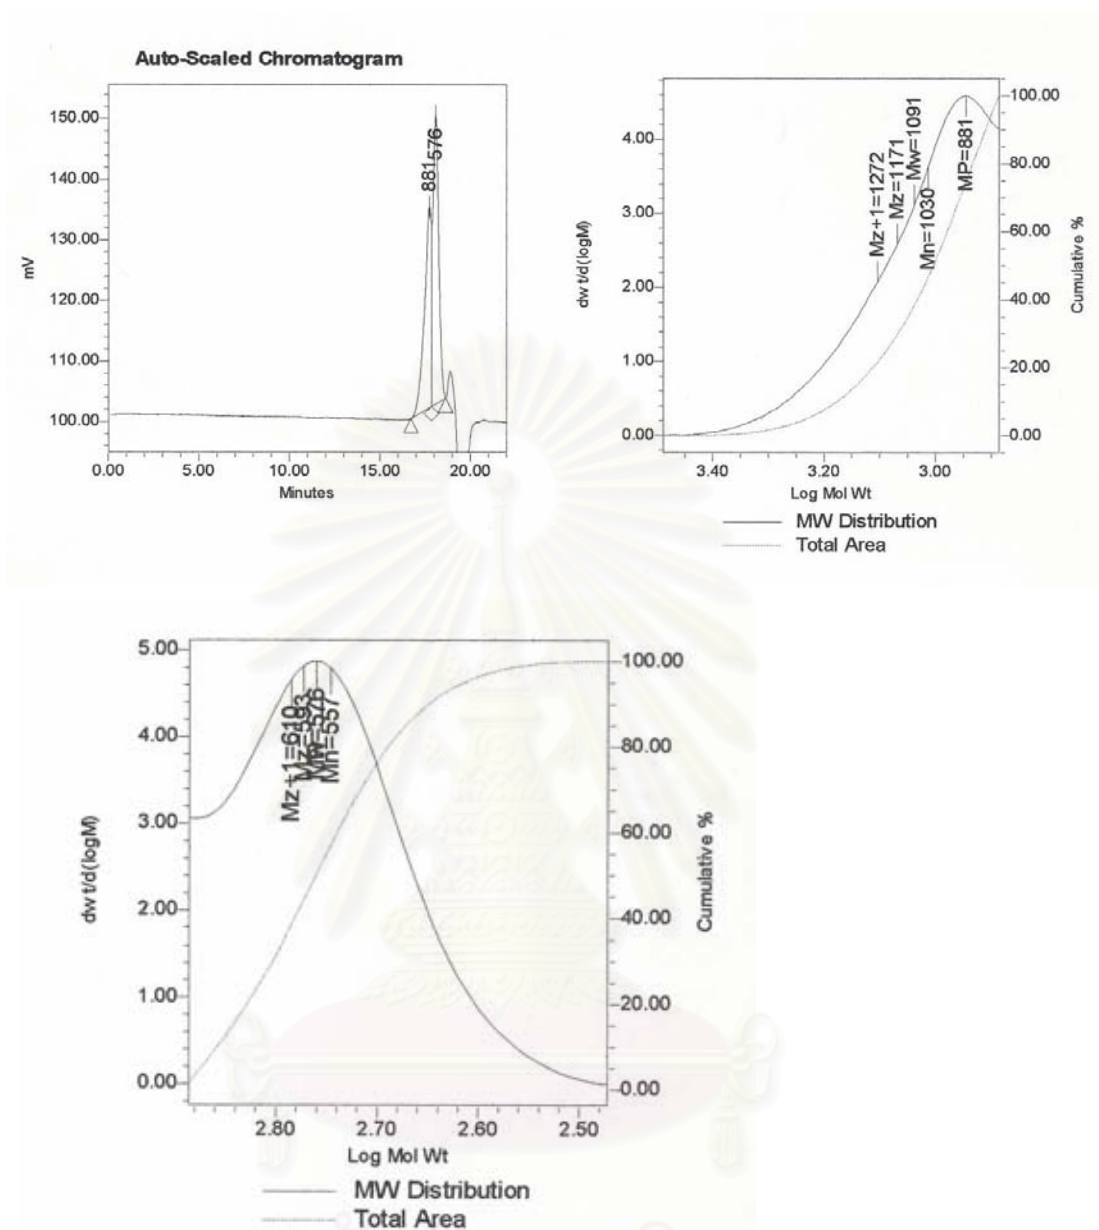 Auto-Scaled Chromatogram
881
576
150.00
140.00
130.00
120.00
110.00
100.00
mV
0.00 5.00 10.00 15.00 20.00
Minutes
4.00
3.00
2.00
1.00
0.00
dwt/d(logM)
Mz+1=1272
Mz=1171
Mw=1091
Mn=1030
MP=881
100.00
80.00
60.00
40.00
20.00
0.00
Cumulative %
3.40 3.20 3.00
Log Mol Wt
MW Distribution
Total Area
5.00
4.00
3.00
2.00
1.00
0.00
dwt/d(logM)
Mz+1=610
Mz=593
Mw=576
Mn=557
100.00
80.00
60.00
40.00
20.00
0.00
Cumulative %
2.80 2.70 2.60 2.50
Log Mol Wt
MW Distribution
Total Area